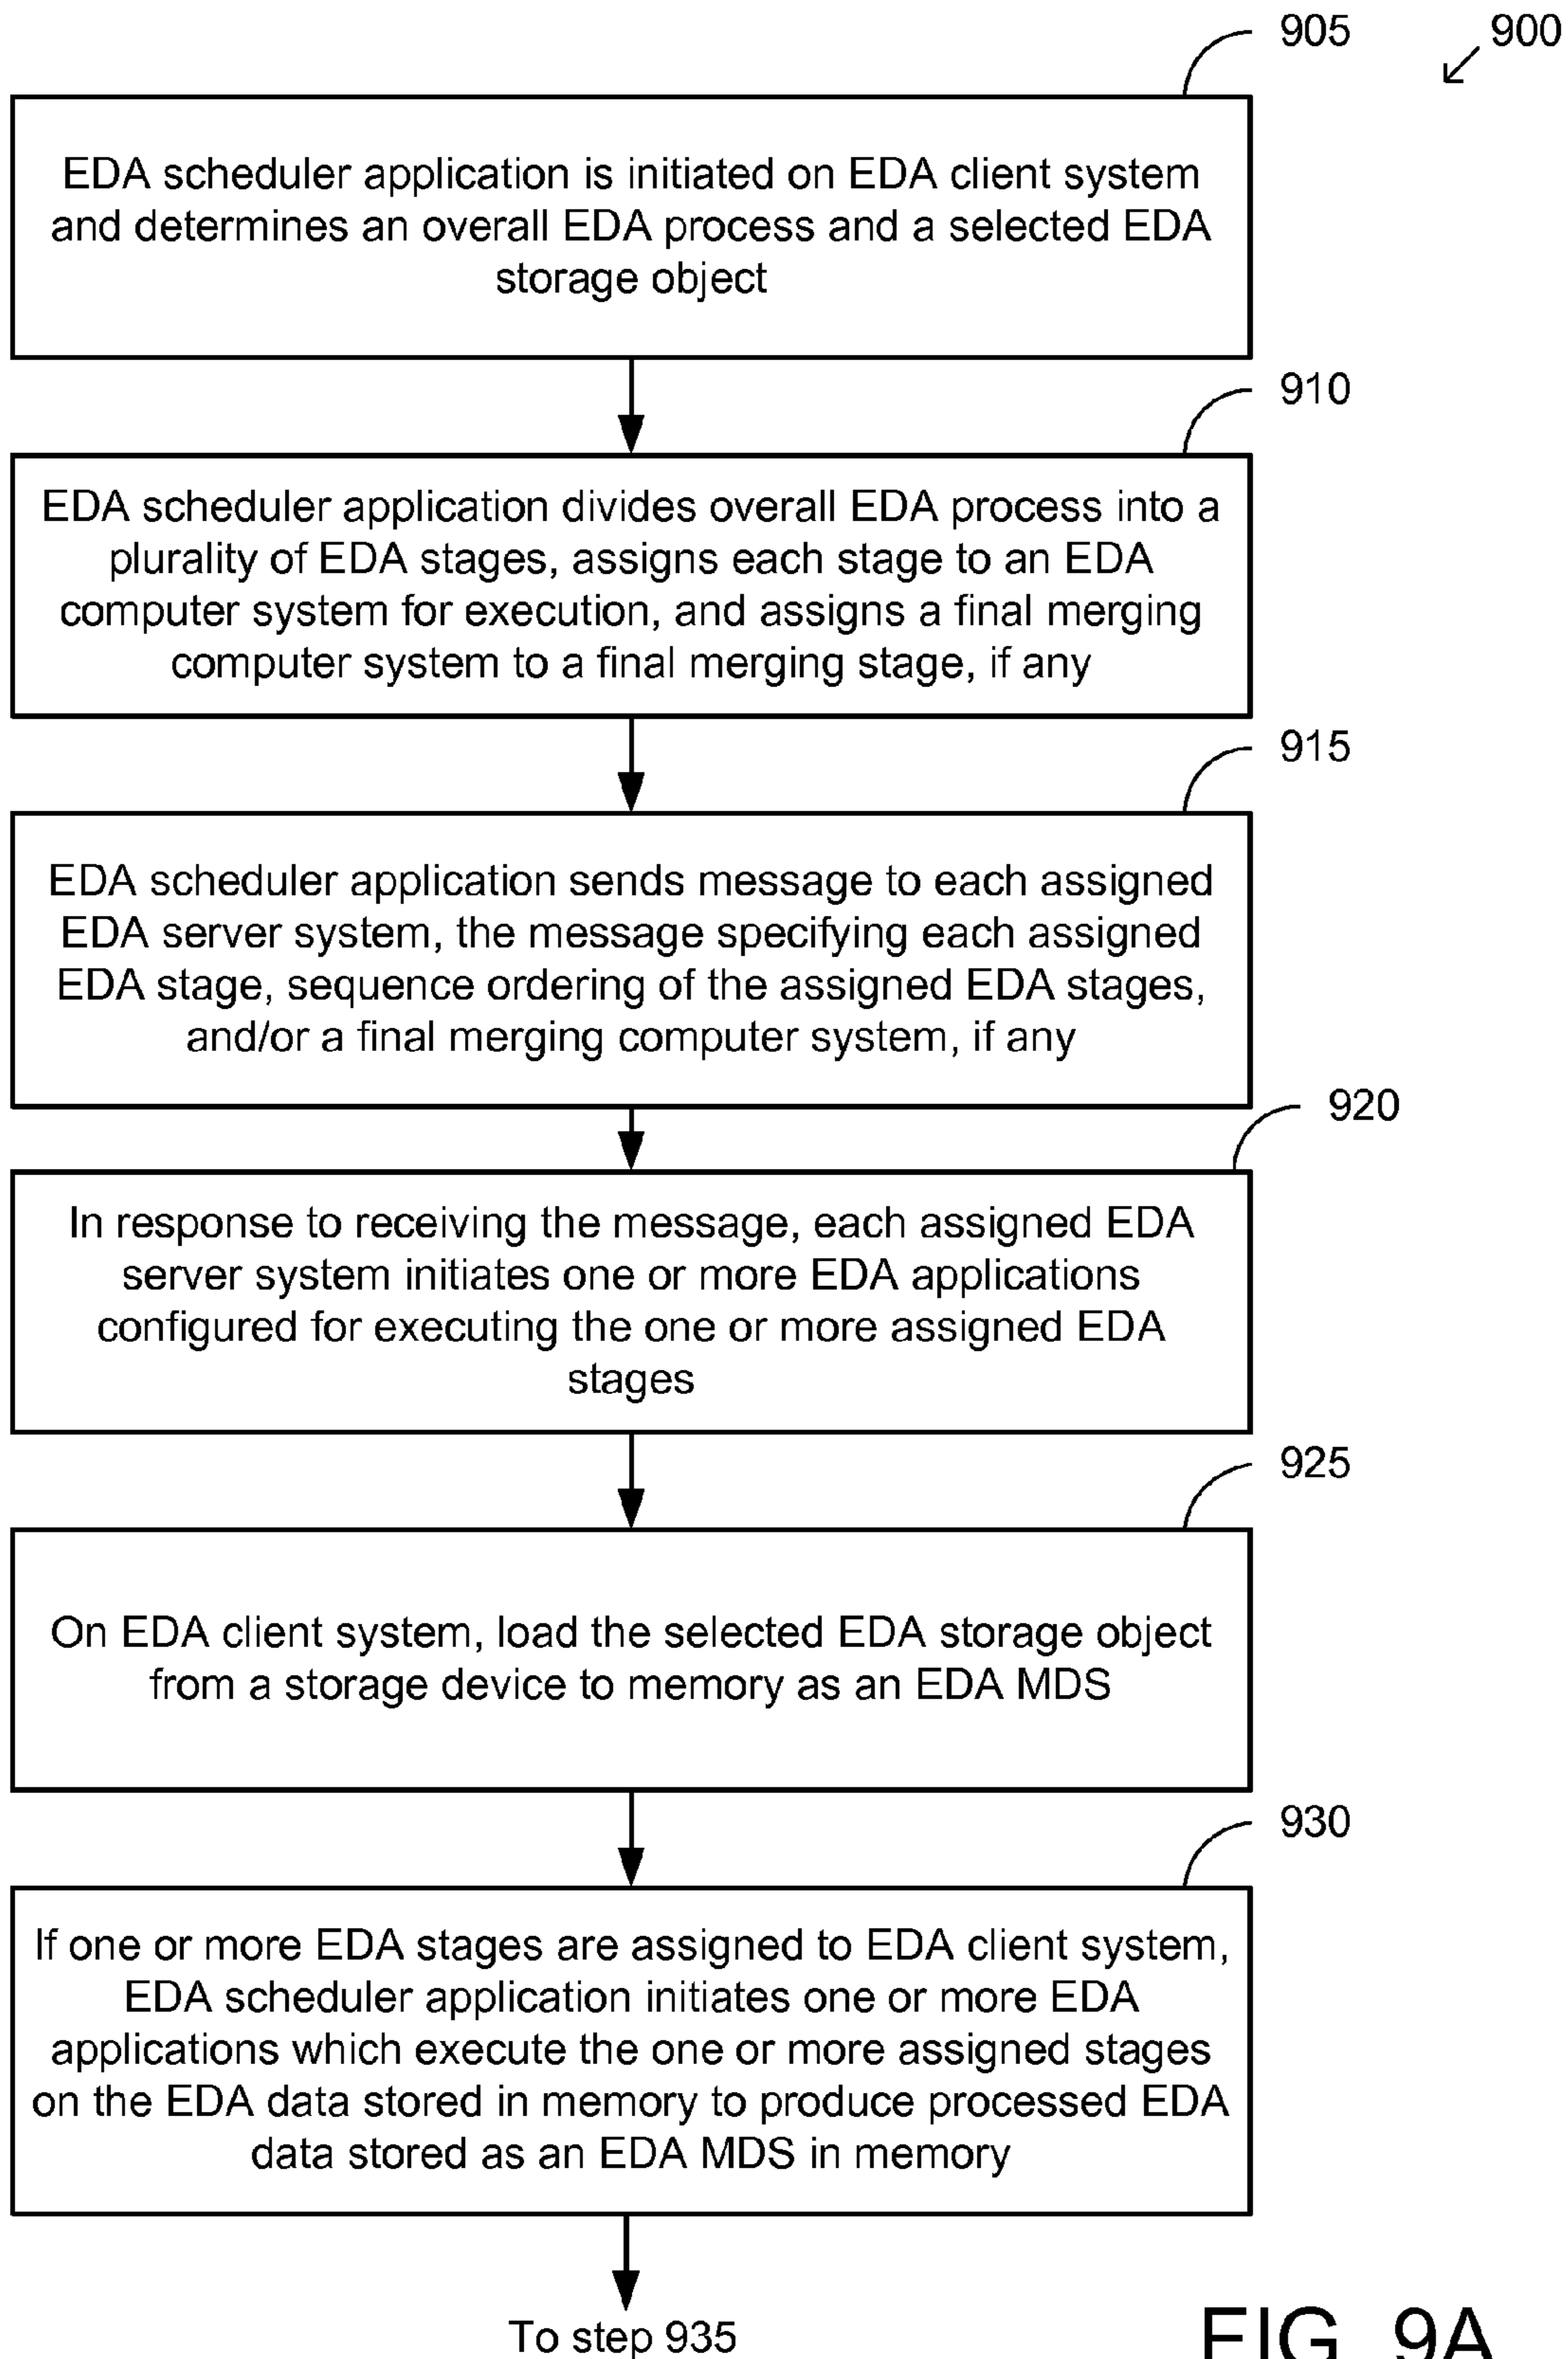 905
900
EDA scheduler application is initiated on EDA client system
and determines an overall EDA process and a selected EDA
storage object
910
EDA scheduler application divides overall EDA process into a
plurality of EDA stages, assigns each stage to an EDA
computer system for execution, and assigns a final merging
computer system to a final merging stage, if any
915
EDA scheduler application sends message to each assigned
EDA server system, the message specifying each assigned
EDA stage, sequence ordering of the assigned EDA stages,
and/or a final merging computer system, if any
920
In response to receiving the message, each assigned EDA
server system initiates one or more EDA applications
configured for executing the one or more assigned EDA
stages
925
On EDA client system, load the selected EDA storage object
from a storage device to memory as an EDA MDS
930
If one or more EDA stages are assigned to EDA client system,
EDA scheduler application initiates one or more EDA
applications which execute the one or more assigned stages
on the EDA data stored in memory to produce processed EDA
data stored as an EDA MDS in memory
To step 935
FIG. 9A